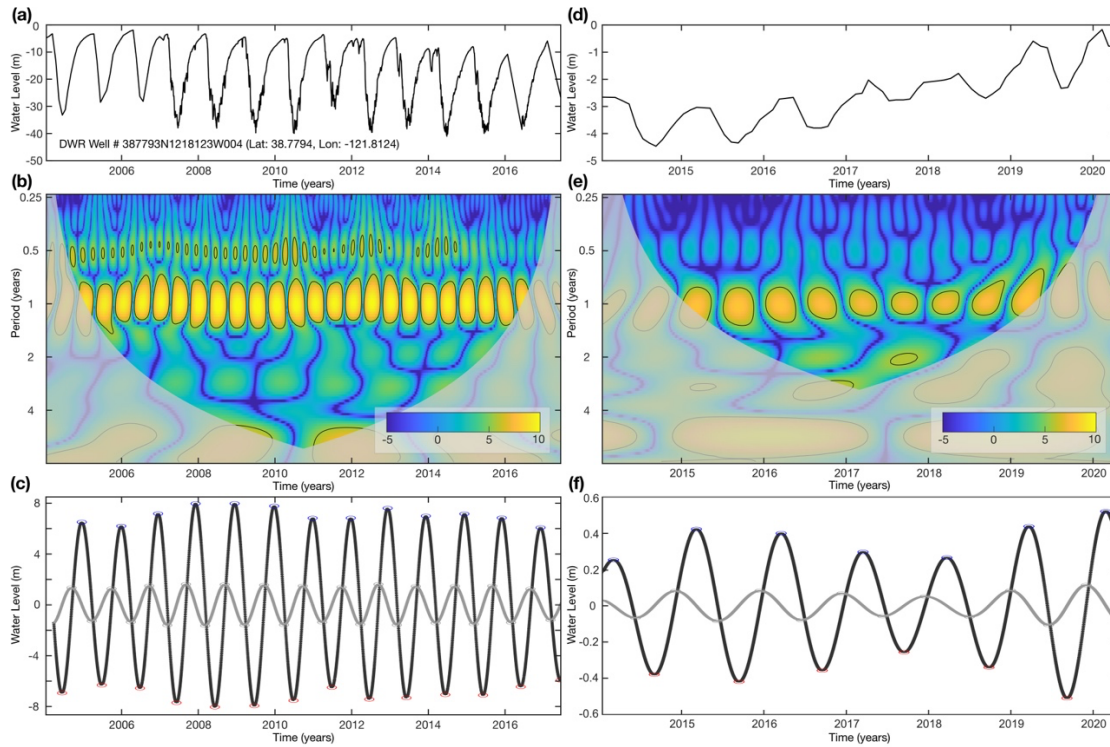 (a)
Water Level (m)
0
-10
-20
-30
-40
-50
DWR Well # 387793N1218123W004 (Lat: 38.7794, Lon: -121.8124)
2006 2008 2010 2012 2014 2016
Time (years)
(d)
Water Level (m)
0
-1
-2
-3
-4
-5
2015 2016 2017 2018 2019 2020
Time (years)
(b)
Period (years)
0.25
0.5
1
2
4
-5 0 5 10
2006 2008 2010 2012 2014 2016
Time (years)
(e)
Period (years)
0.25
0.5
1
2
4
-5 0 5 10
2015 2016 2017 2018 2019 2020
Time (years)
(c)
Water Level (m)
8
4
0
-4
-8
2006 2008 2010 2012 2014 2016
Time (years)
(f)
Water Level (m)
0.6
0.4
0.2
0
-0.2
-0.4
-0.6
2015 2016 2017 2018 2019 2020
Time (years)